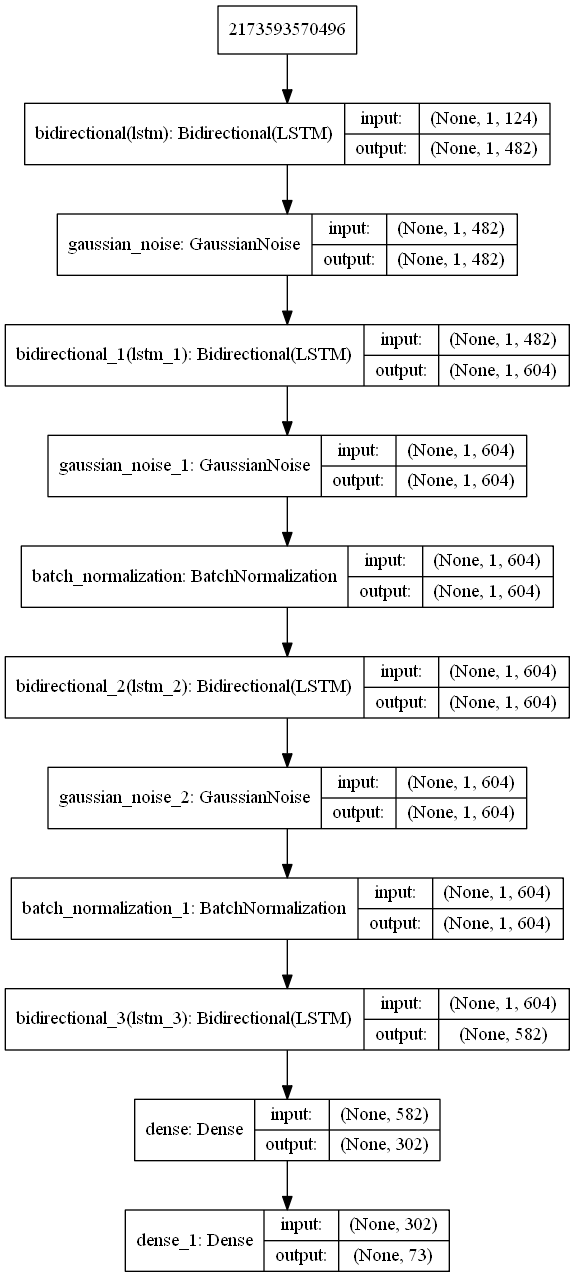 2173593570496
bidirectional(lstm): Bidirectional(LSTM)
input: (None, 1, 124)
output: (None, 1, 482)
gaussian_noise: GaussianNoise
input: (None, 1, 482)
output: (None, 1, 482)
bidirectional_1(lstm_1): Bidirectional(LSTM)
input: (None, 1, 482)
output: (None, 1, 604)
gaussian_noise_1: GaussianNoise
input: (None, 1, 604)
output: (None, 1, 604)
batch_normalization: BatchNormalization
input: (None, 1, 604)
output: (None, 1, 604)
bidirectional_2(lstm_2): Bidirectional(LSTM)
input: (None, 1, 604)
output: (None, 1, 604)
gaussian_noise_2: GaussianNoise
input: (None, 1, 604)
output: (None, 1, 604)
batch_normalization_1: BatchNormalization
input: (None, 1, 604)
output: (None, 1, 604)
bidirectional_3(lstm_3): Bidirectional(LSTM)
input: (None, 1, 604)
output: (None, 582)
dense: Dense
input: (None, 582)
output: (None, 302)
dense_1: Dense
input: (None, 302)
output: (None, 73)